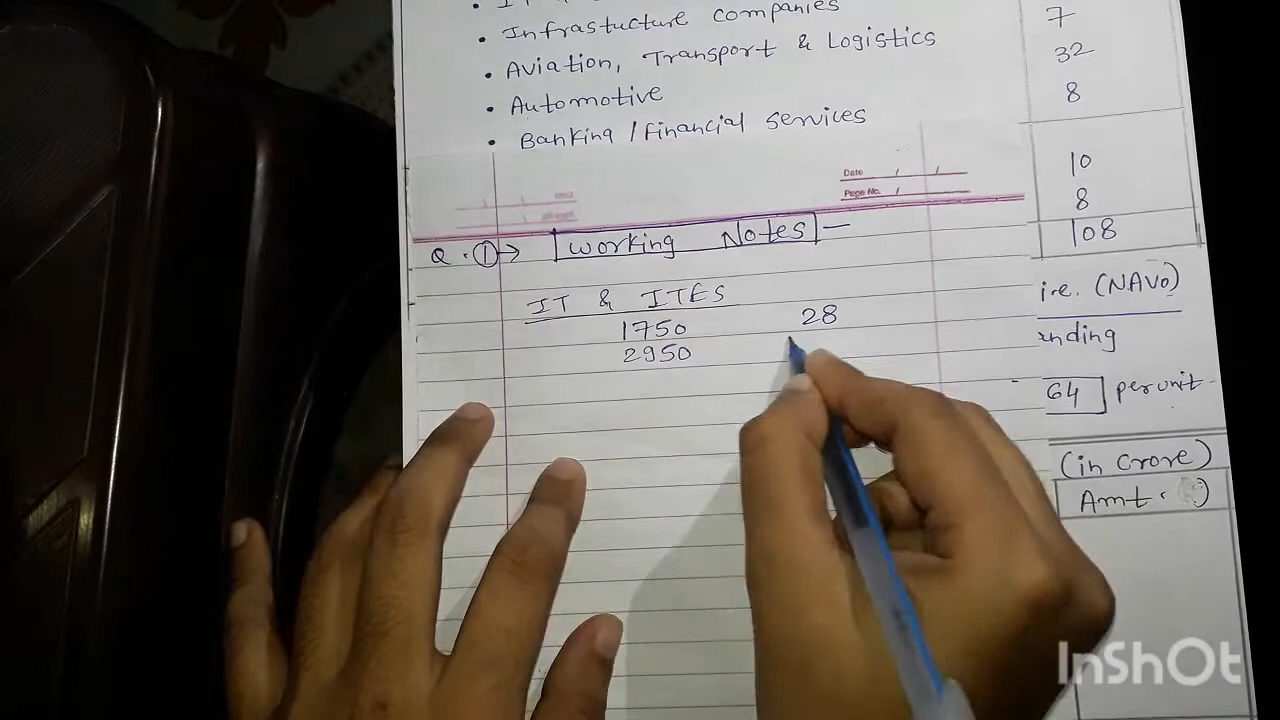 Infrastucture companies
7
Aviation, Transport & Logistics
32
Automotive
8
Banking / Financial Services
10
8
108
Date / /
Page No. /
Q. ① → Working Notes —
IT & ITES
1750 28
2950
i.e. (NAVo)
nding
64 per unit
(in Crore)
Amt.
InShOt